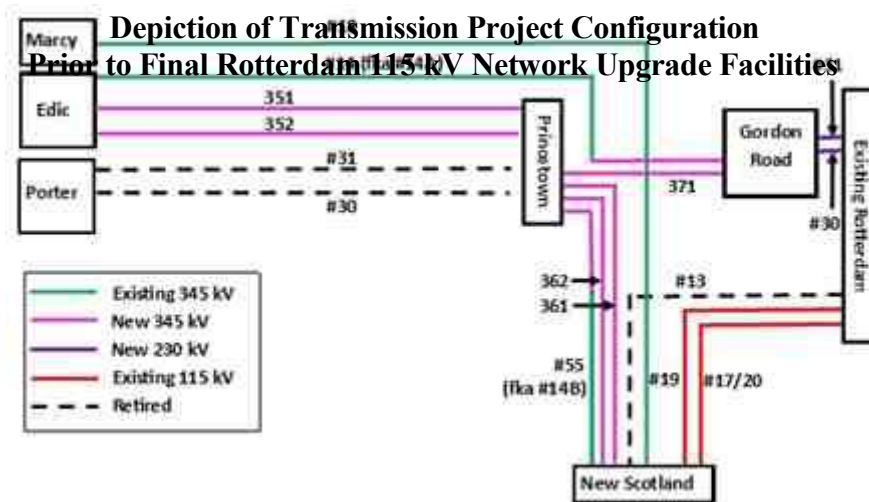 Depiction of Transmission Project Configuration
Prior to Final Rotterdam 115 kV Network Upgrade Facilities
Marcy
Edic
351
352
Porter
#31
#30
Princetown
Gordon
Road
371
#30
Existing Rotterdam
362
361
#13
#55
(fka #14B)
#19
#17/20
New Scotland
Existing 345 kV
New 345 kV
New 230 kV
Existing 115 kV
Retired